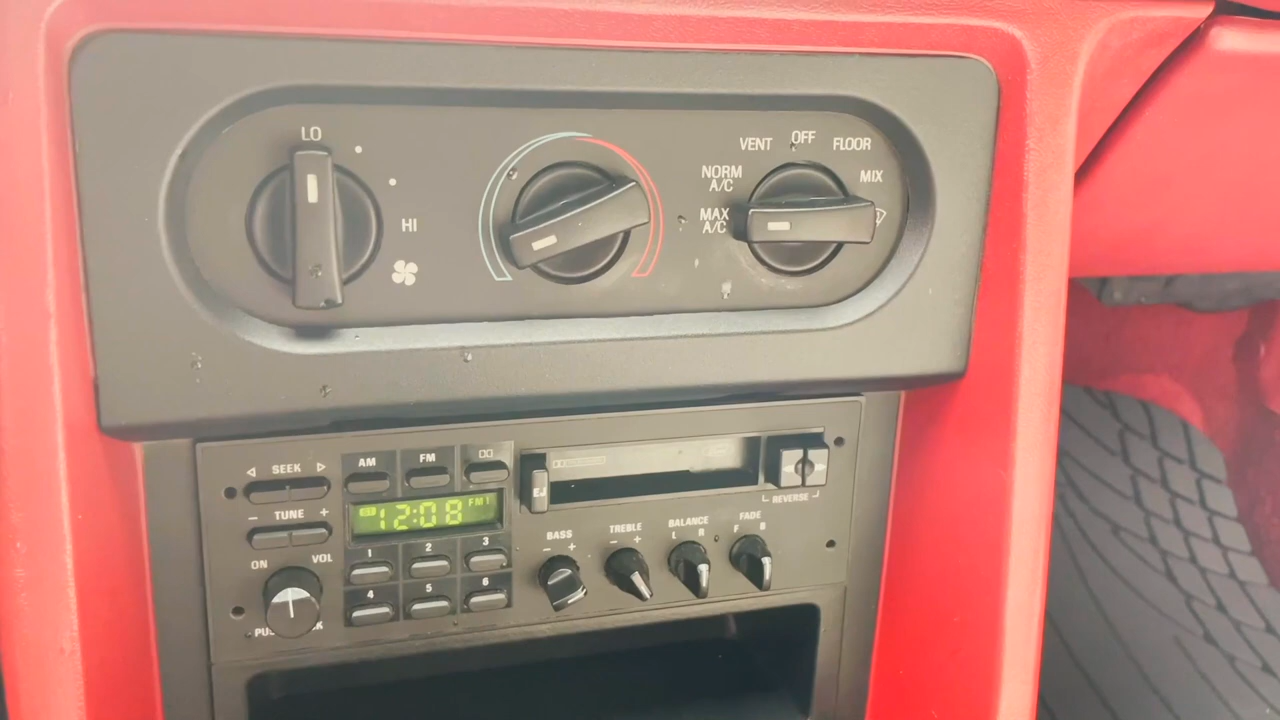 LO
HI
VENT
OFF
FLOOR
NORM
A/C
MIX
MAX
A/C
SEEK
AM
FM
TUNE
12:08
FM1
EJ
REVERSE
ON
VOL
1
2
3
4
5
6
BASS
- +
TREBLE
- +
BALANCE
L R
FADE
F B